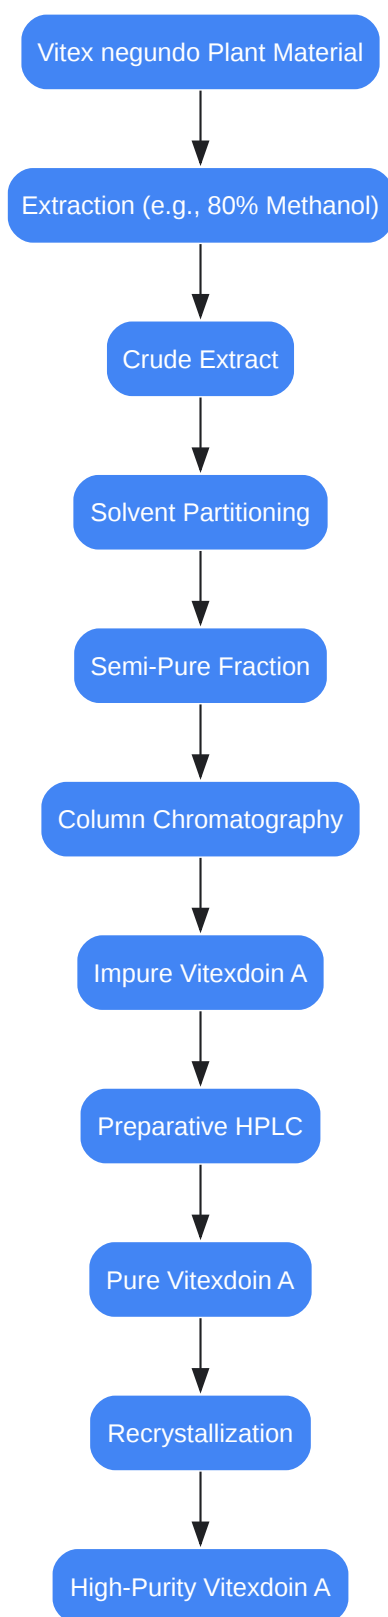 Vitex negundo Plant Material
Extraction (e.g., 80% Methanol)
Crude Extract
Solvent Partitioning
Semi-Pure Fraction
Column Chromatography
Impure Vitexdoin A
Preparative HPLC
Pure Vitexdoin A
Recrystallization
High-Purity Vitexdoin A